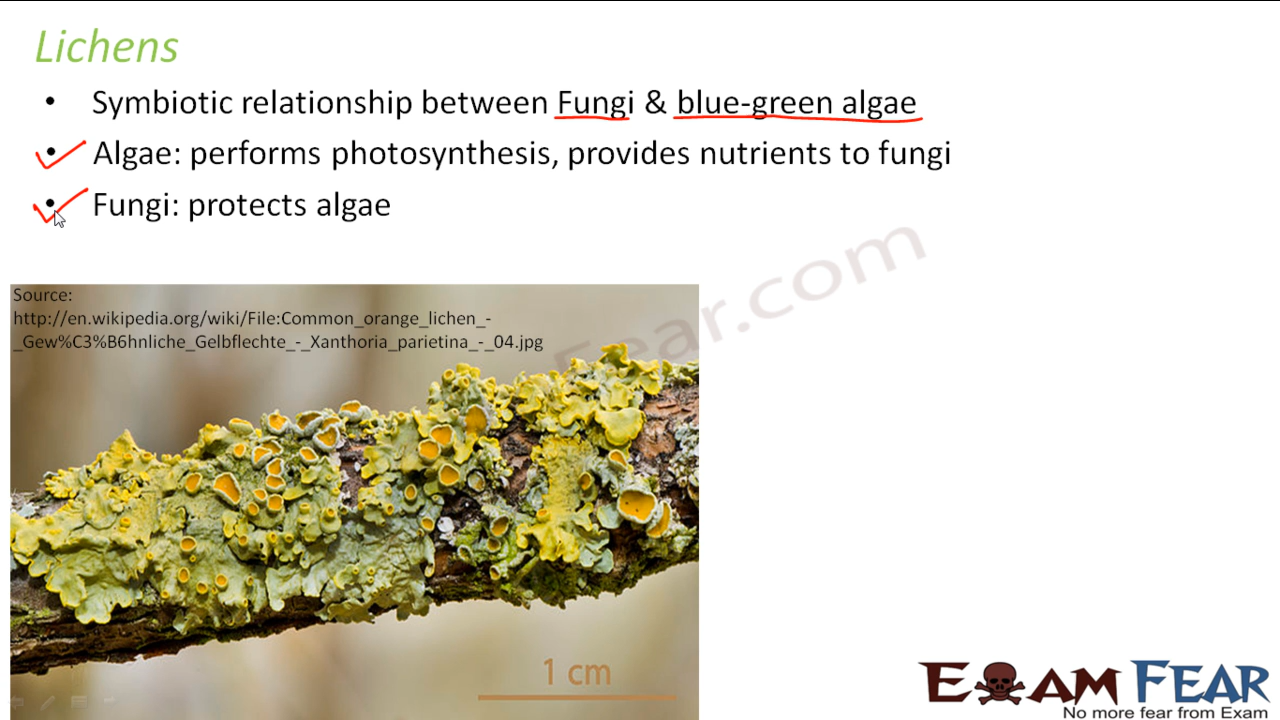 Lichens
• Symbiotic relationship between Fungi & blue-green algae
• Algae: performs photosynthesis, provides nutrients to fungi
• Fungi: protects algae
Source:
http://en.wikipedia.org/wiki/File:Common_orange_lichen_-
_Gew%C3%B6hnliche_Gelbflechte_-_Xanthoria_parietina_-_04.jpg
Fear.com
1 cm
EXAM FEAR
No more fear from Exam